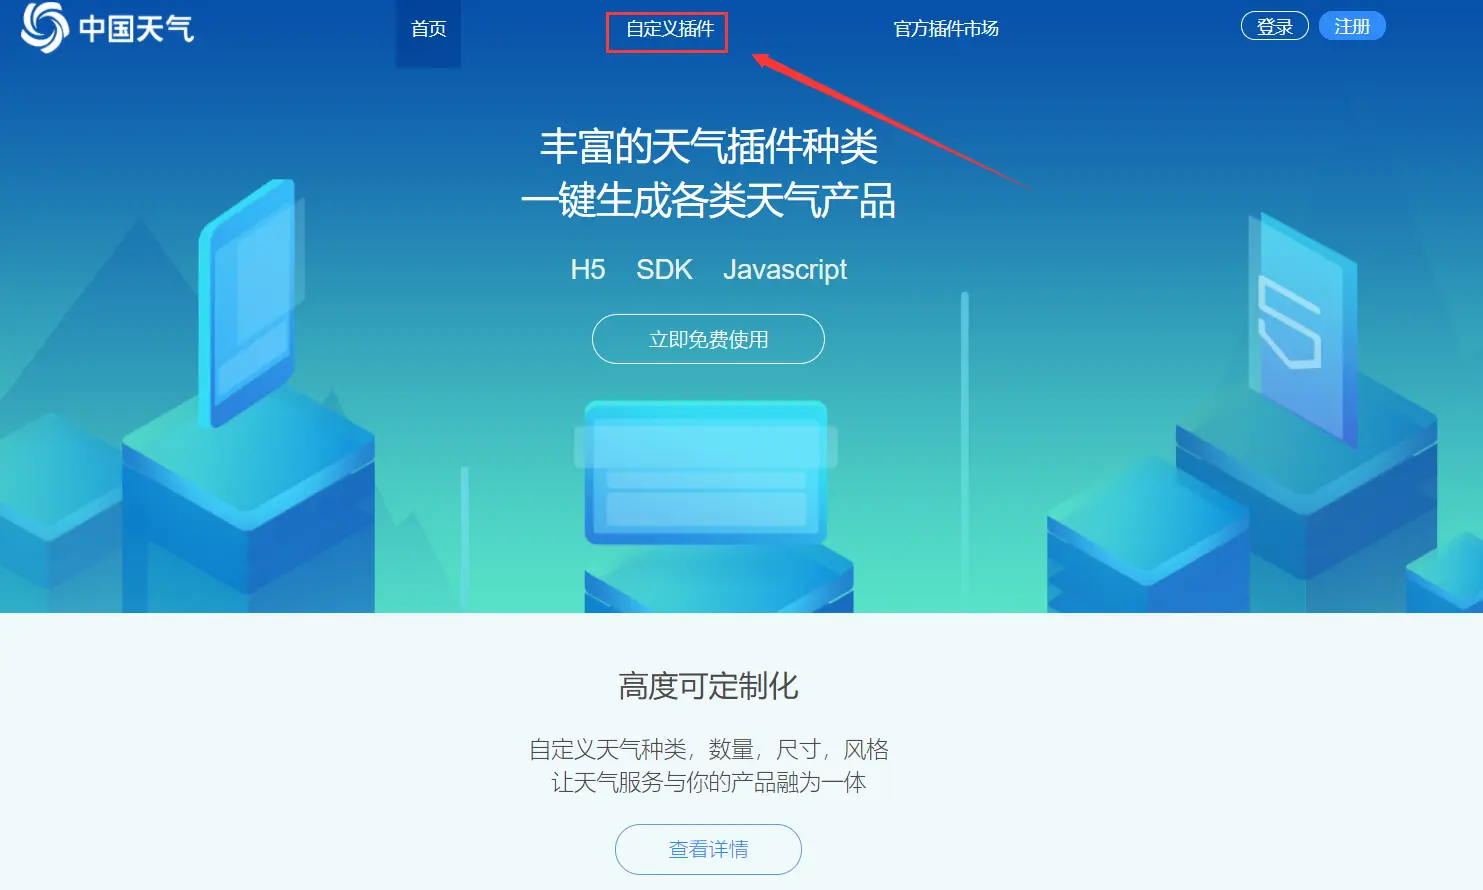 中国天气
首页
自定义插件
官方插件市场
登录
注册
丰富的天气插件种类
一键生成各类天气产品
H5 SDK Javascript
立即免费使用
高度可定制化
自定义天气种类，数量，尺寸，风格
让天气服务与你的产品融为一体
查看详情